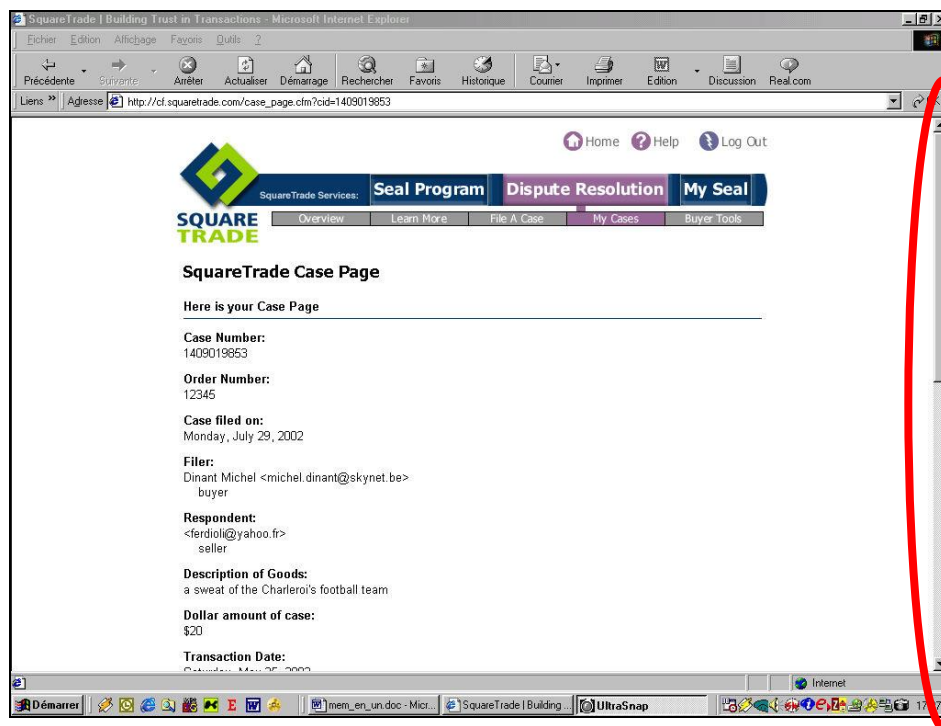 SquareTrade | Building Trust in Transactions - Microsoft Internet Explorer
Fichier Edition Affichage Favoris Outils ?
Précédente Suivante Arrêter Actualiser Démarrage Rechercher Favoris Historique Courrier Imprimer Edition Discussion Real.com
Liens » Adresse http://cf.squaretrade.com/case_page.cfm?cid=1409019853
Home ? Help Log Out
SquareTrade Services: Seal Program Dispute Resolution My Seal
SQUARE TRADE
Overview Learn More File A Case My Cases Buyer Tools
SquareTrade Case Page
Here is your Case Page
Case Number:
1409019853
Order Number:
12345
Case filed on:
Monday, July 29, 2002
Filer:
Dinant Michel <michel.dinant@skynet.be>
buyer
Respondent:
<ferdioli@yahoo.fr>
seller
Description of Goods:
a sweat of the Charleroi's football team
Dollar amount of case:
$20
Transaction Date:
Internet
Démarrer E W mem_en_un.doc - Micr... SquareTrade | Building ... UltraSnap